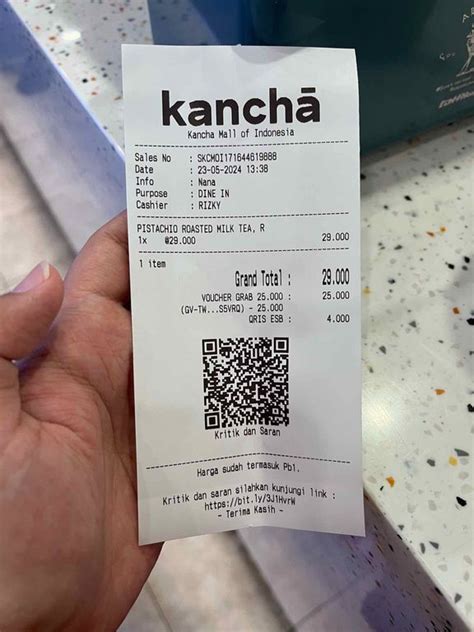 kanchā
Kancha Mall of Indonesia
Sales No : SKCMOI171644619888
Date : 23-05-2024 13:38
Info : Nana
Purpose : DINE IN
Cashier : RIZKY
PISTACHIO ROASTED MILK TEA, R
1x @29.000 29.000
1 item
Grand Total : 29.000
VOUCHER GRAB 25.000 : 25.000
(GV-TW...S5VRQ) - 25.000
QRIS ESB : 4.000
Kritik dan Saran
Harga sudah termasuk Pb1.
Kritik dan saran silahkan kunjungi link :
https://bit.ly/3J1HvrW
- Terima Kasih -